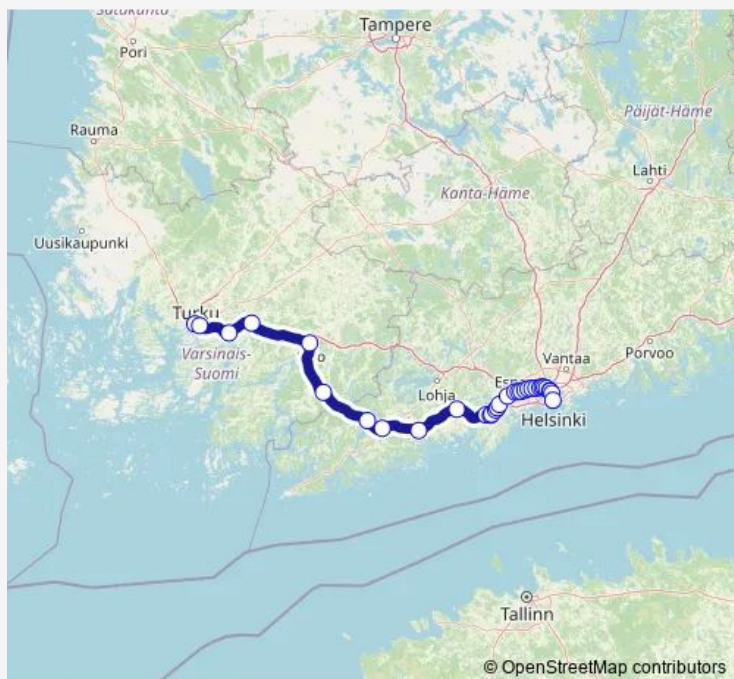 Satakunta
Tampere
Pori
Päijät-Häme
Rauma
Lahti
Kanta-Häme
Uusikaupunki
Turku
Varsinais-
Suomi
Vantaa
Porvoo
Lohja
Helsinki
Tallinn
© OpenStreetMap contributors